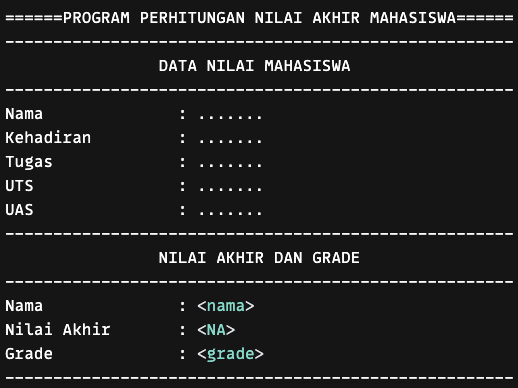 ======PROGRAM PERHITUNGAN NILAI AKHIR MAHASISWA======
-----------------------------------------------------
DATA NILAI MAHASISWA
-----------------------------------------------------
Nama : .......
Kehadiran : .......
Tugas : .......
UTS : .......
UAS : .......
-----------------------------------------------------
NILAI AKHIR DAN GRADE
-----------------------------------------------------
Nama : <nama>
Nilai Akhir : <NA>
Grade : <grade>
-----------------------------------------------------